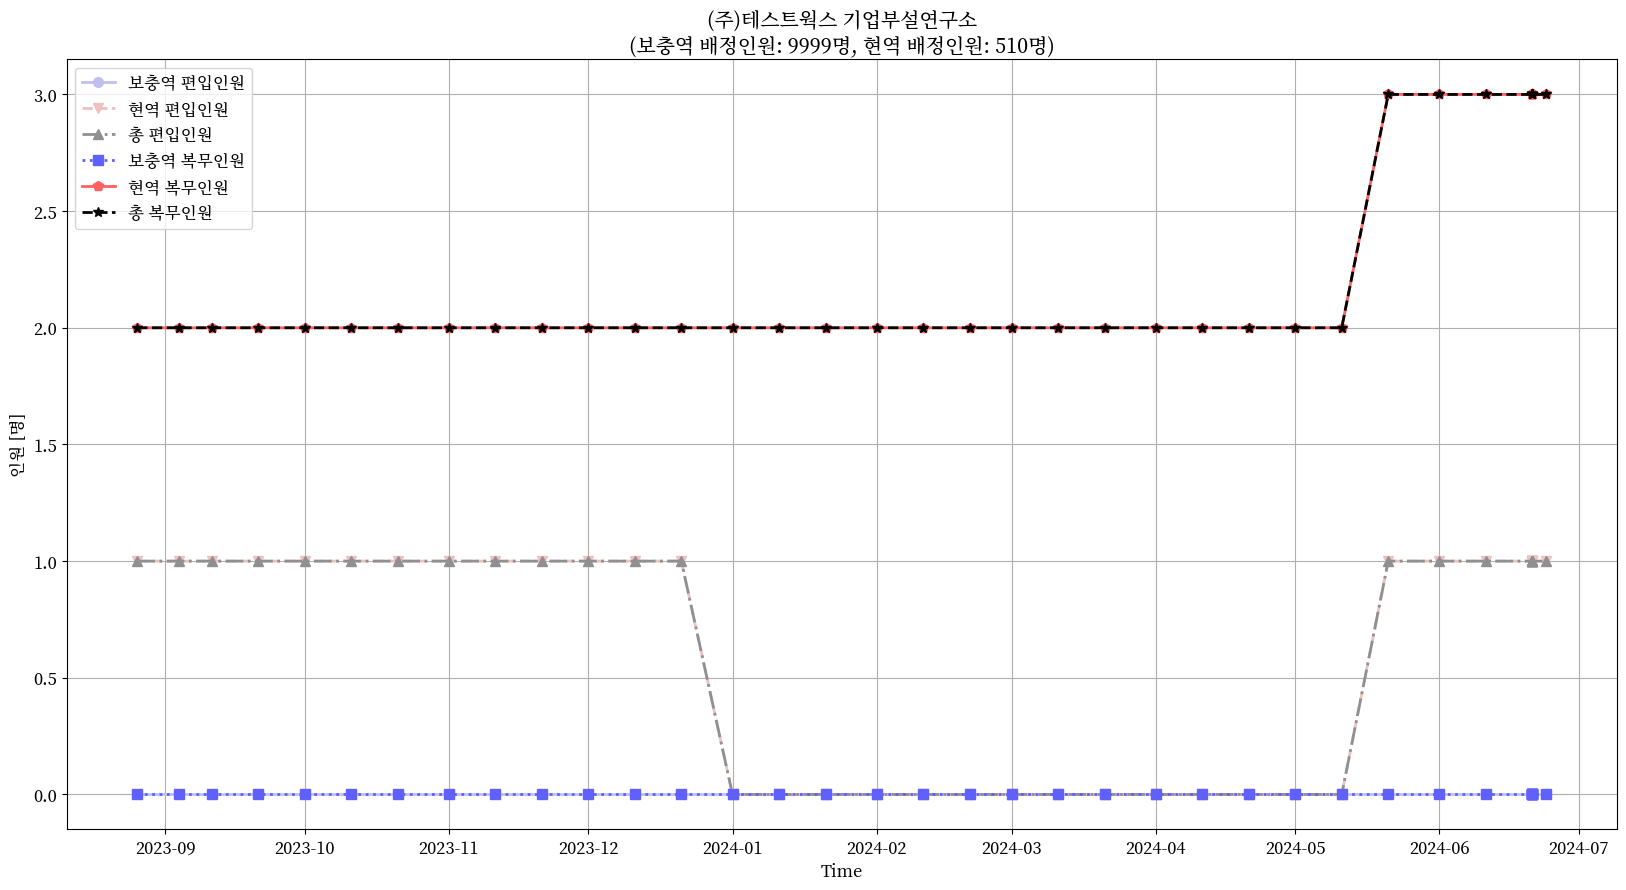 (주)테스트웍스 기업부설연구소
(보충역 배정인원: 9999명, 현역 배정인원: 510명)
보충역 편입인원
현역 편입인원
총 편입인원
보충역 복무인원
현역 복무인원
총 복무인원
3.0
2.5
2.0
1.5
1.0
0.5
0.0
인원 [명]
2023-09 2023-10 2023-11 2023-12 2024-01 2024-02 2024-03 2024-04 2024-05 2024-06 2024-07
Time